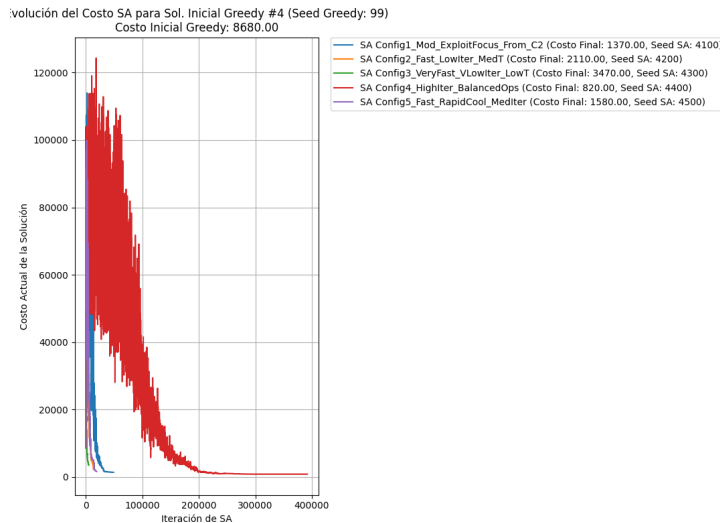 volución del Costo SA para Sol. Inicial Greedy #4 (Seed Greedy: 99)
Costo Inicial Greedy: 8680.00
SA Config1_Mod_ExploitFocus_From_C2 (Costo Final: 1370.00, Seed SA: 4100)
SA Config2_Fast_LowIter_MedT (Costo Final: 2110.00, Seed SA: 4200)
SA Config3_VeryFast_VLowIter_LowT (Costo Final: 3470.00, Seed SA: 4300)
SA Config4_HighIter_BalancedOps (Costo Final: 820.00, Seed SA: 4400)
SA Config5_Fast_RapidCool_MedIter (Costo Final: 1580.00, Seed SA: 4500)
Costo Actual de la Solución
120000
100000
80000
60000
40000
20000
0
0 100000 200000 300000 400000
Iteración de SA